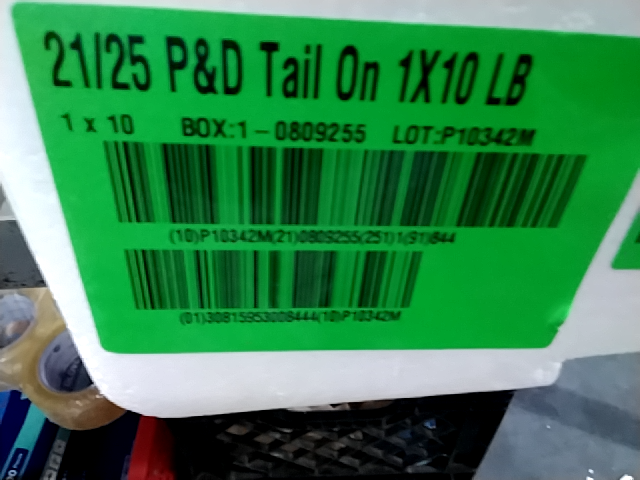 21/25 P&D Tail On 1X10 LB
1 x 10 BOX:1-0809255 LOT:P10342M
(10)P10342M(21)0809255(251)1(91)844
(01)30815953008444(10)P10342M